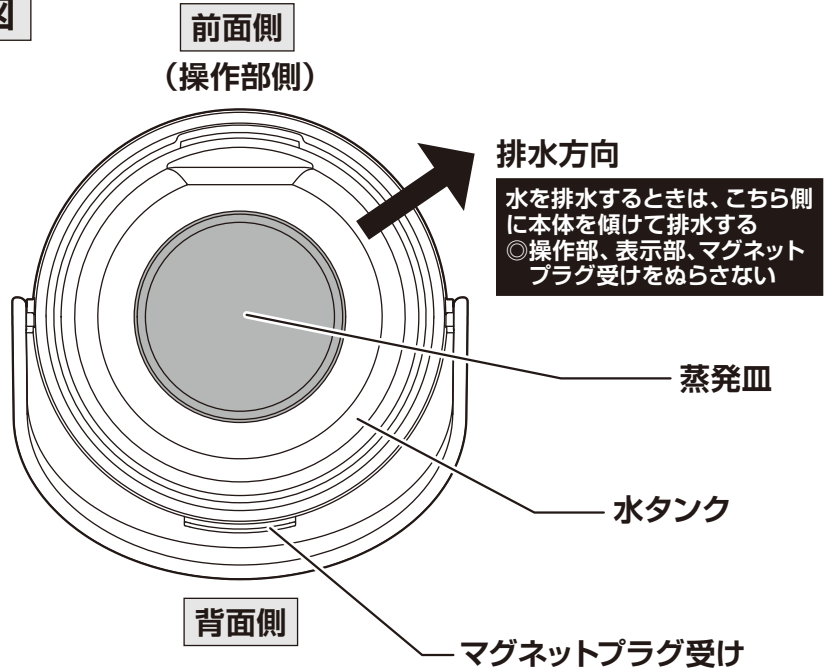 図
前面側
（操作部側）
排水方向
水を排水するときは、こちら側
に本体を傾けて排水する
◎操作部、表示部、マグネット
プラグ受けをぬらさない
蒸発皿
水タンク
背面側
マグネットプラグ受け